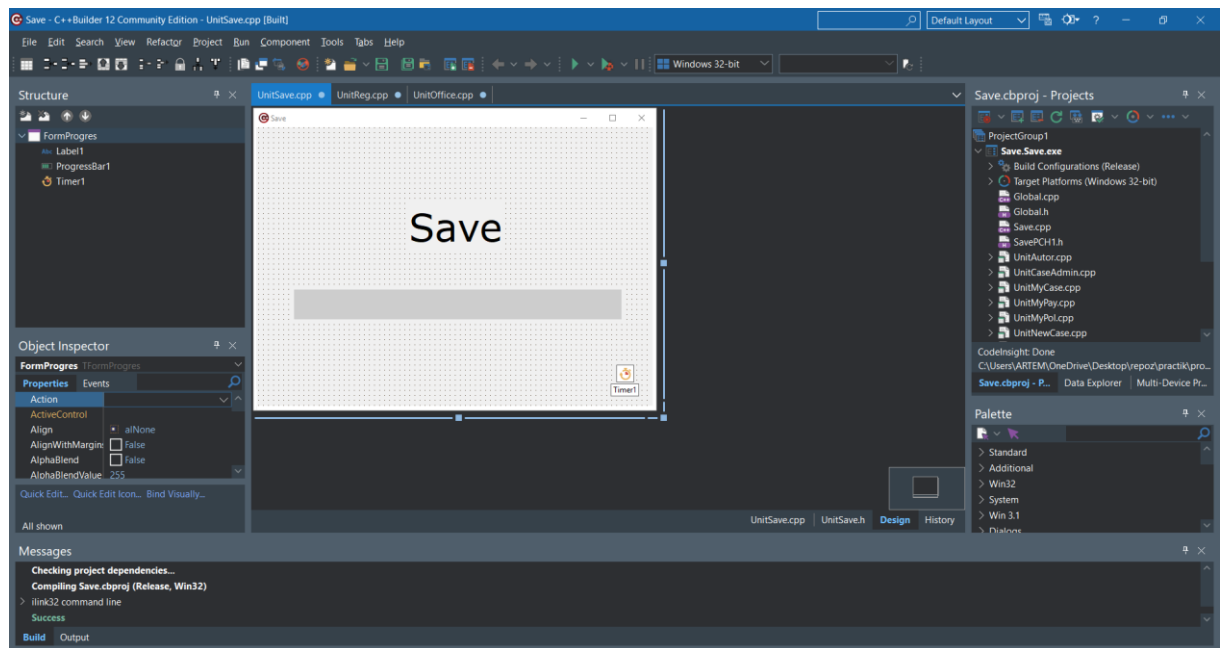 Save - C++Builder 12 Community Edition - UnitSave.cpp [Built]
Default Layout
?
File Edit Search View Refactor Project Run Component Tools Tabs Help
Windows 32-bit
Structure
FormProgres
Label1
ProgressBar1
Timer1
Object Inspector
FormProgres TFormProgres
Properties Events
Action
ActiveControl
Align alNone
AlignWithMargins False
AlphaBlend False
AlphaBlendValue 255
Quick Edit... Quick Edit Icon... Bind Visually...
All shown
UnitSave.cpp UnitReg.cpp UnitOffice.cpp
Save
Save
Timer1
UnitSave.cpp UnitSave.h Design History
Save.cbproj - Projects
ProjectGroup1
Save.Save.exe
Build Configurations (Release)
Target Platforms (Windows 32-bit)
Global.cpp
Global.h
Save.cpp
SavePCH1.h
UnitAutor.cpp
UnitCaseAdmin.cpp
UnitMyCase.cpp
UnitMyPay.cpp
UnitMyPol.cpp
UnitNewCase.cpp
CodeInsight: Done
C:\Users\ARTEM\OneDrive\Desktop\repoz\practik\pro...
Save.cbproj - P... Data Explorer Multi-Device Pr...
Palette
Standard
Additional
Win32
System
Win 3.1
Dialogs
Messages
Checking project dependencies...
Compiling Save.cbproj (Release, Win32)
ilink32 command line
Success
Build Output